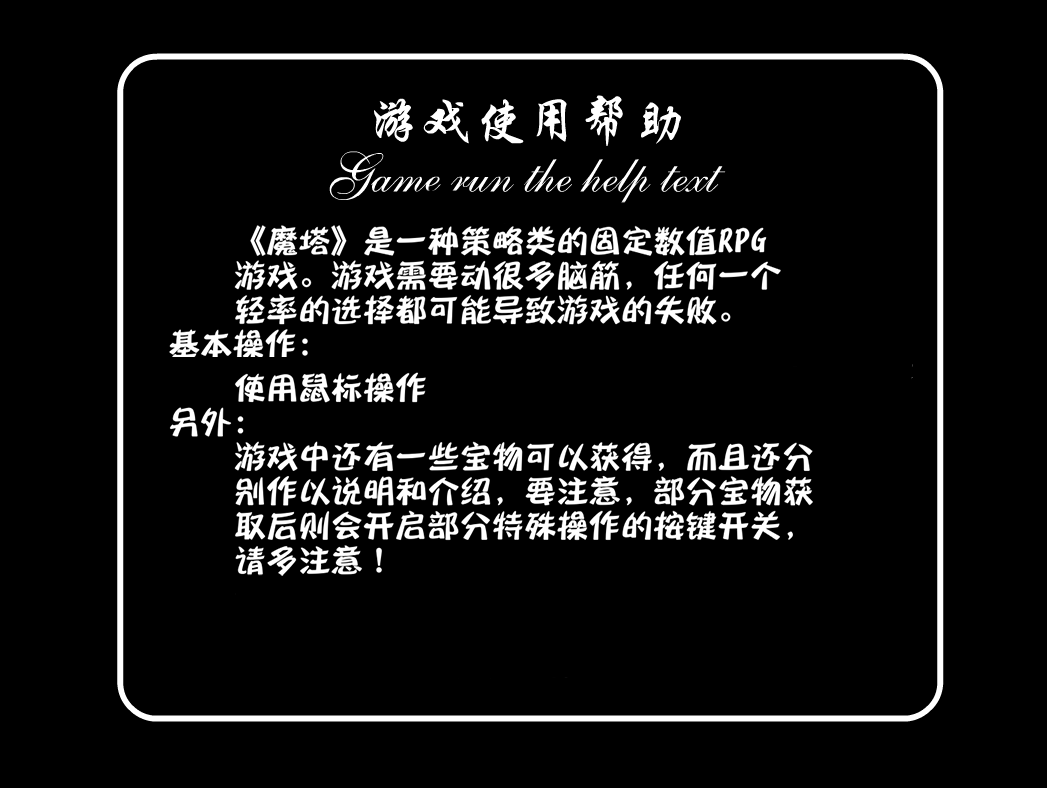 游戏使用帮助
Game run the help text
《魔塔》是一种策略类的固定数值RPG
游戏。游戏需要动很多脑筋，任何一个
轻率的选择都可能导致游戏的失败。
基本操作：
使用鼠标操作
另外：
游戏中还有一些宝物可以获得，而且还分
别作以说明和介绍，要注意，部分宝物获
取后则会开启部分特殊操作的按键开关，
请多注意！